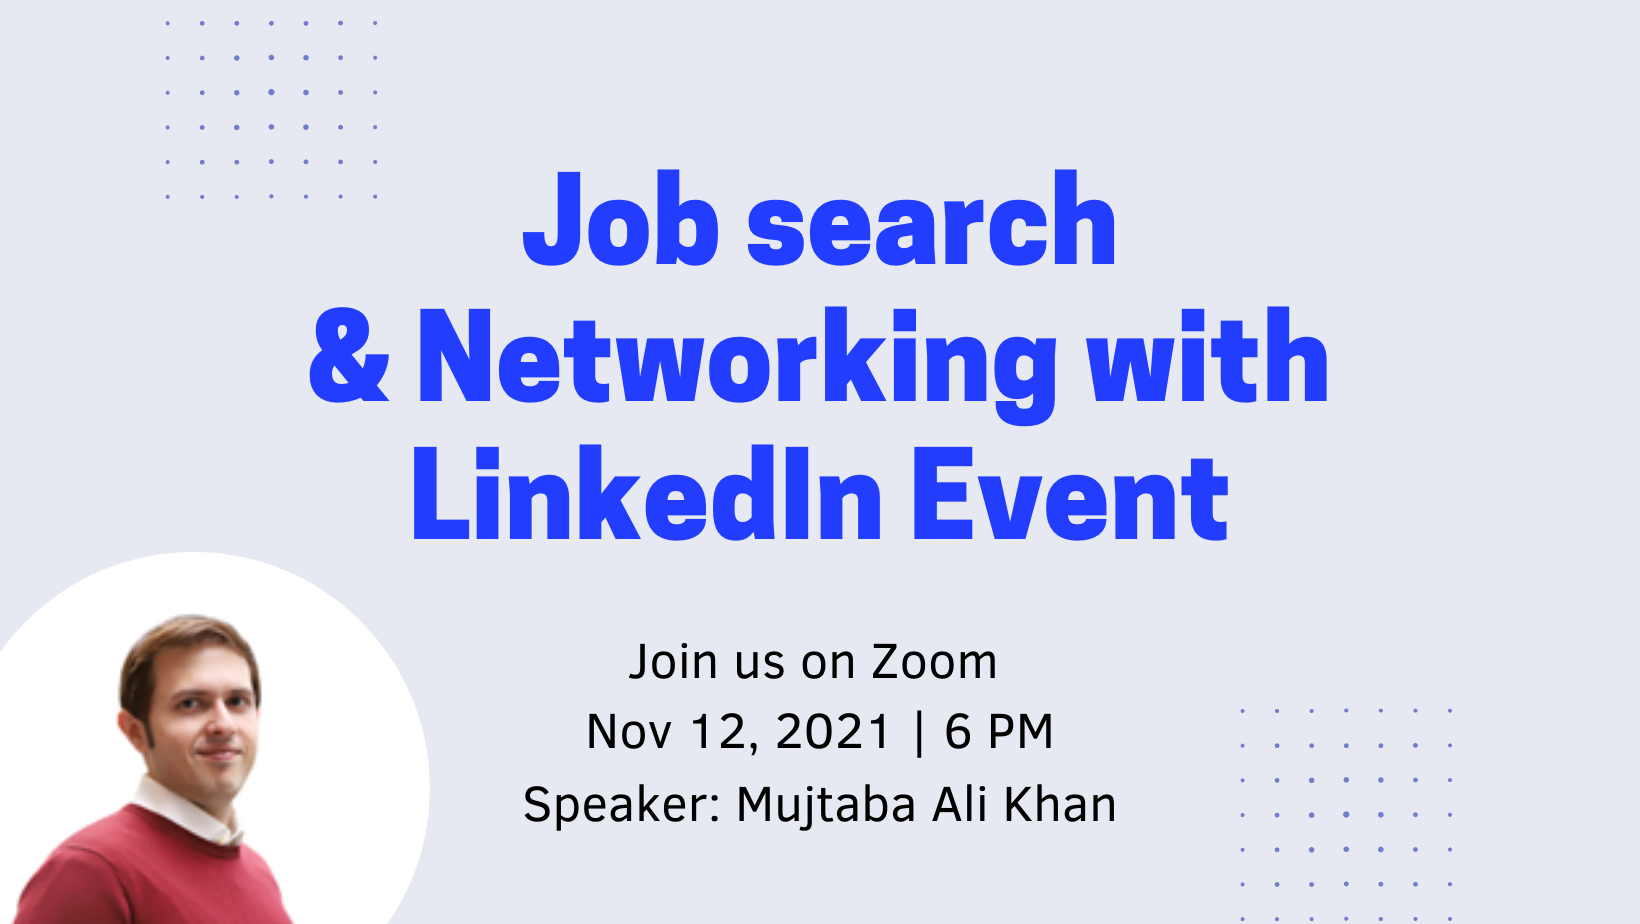 Job search
& Networking with
LinkedIn Event
Join us on Zoom
Nov 12, 2021 | 6 PM
Speaker: Mujtaba Ali Khan